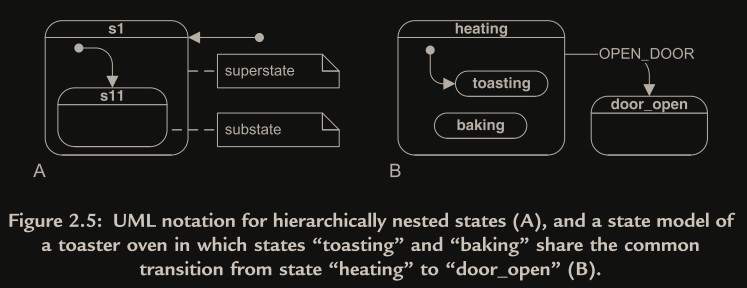 s1
superstate
s11
substate
A
heating
OPEN_DOOR
toasting
door_open
baking
B
Figure 2.5: UML notation for hierarchically nested states (A), and a state model of
a toaster oven in which states “toasting” and “baking” share the common
transition from state “heating” to “door_open” (B).